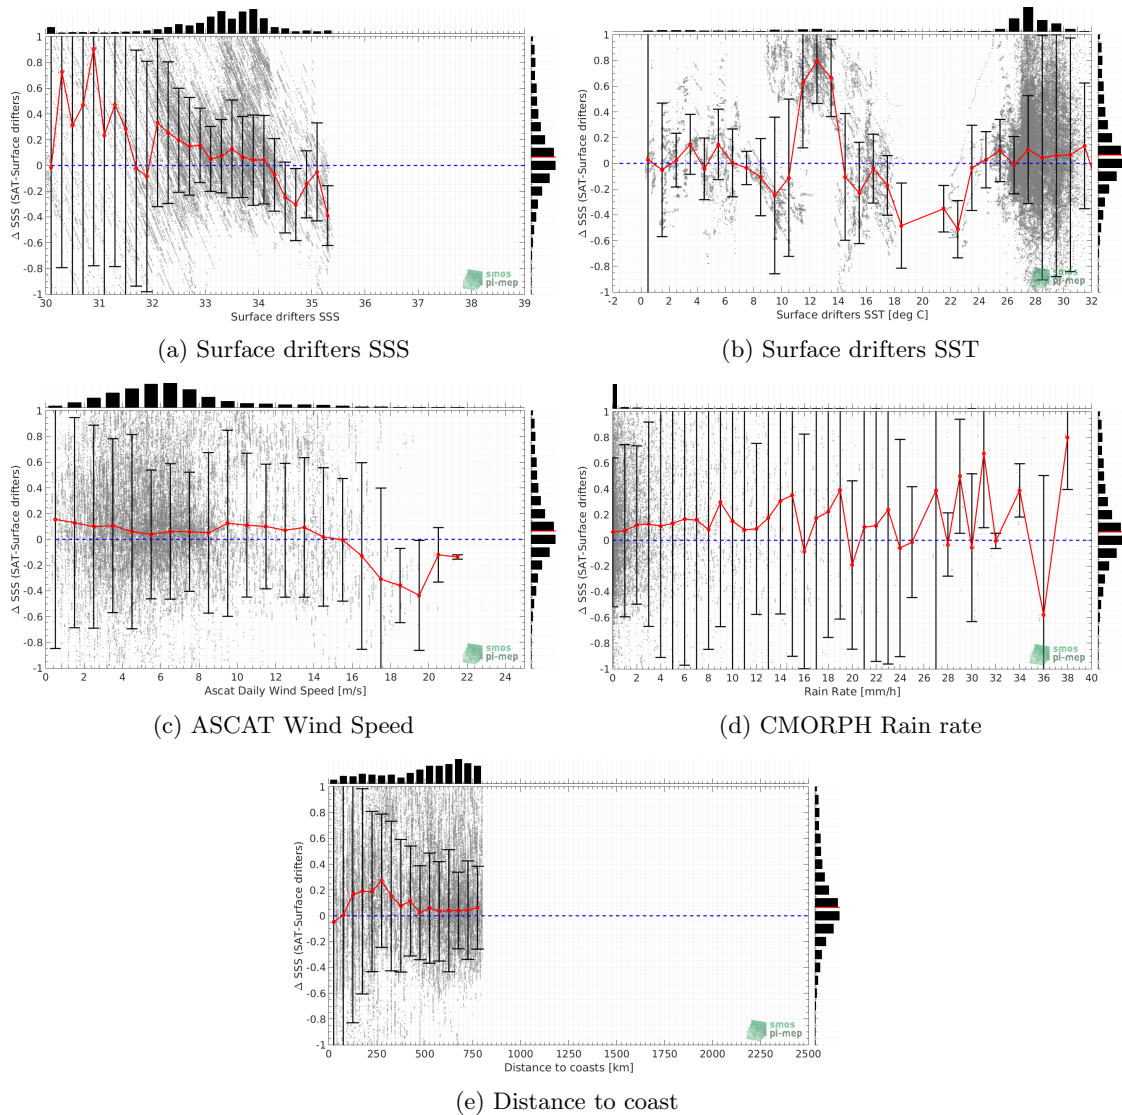 1
0.8
0.6
0.4
0.2
0
-0.2
-0.4
-0.6
-0.8
-1
Δ SSS (SAT-Surface drifters)
30 31 32 33 34 35 36 37 38 39
Surface drifters SSS
smos
pi-mep
(a) Surface drifters SSS
1
0.8
0.6
0.4
0.2
0
-0.2
-0.4
-0.6
-0.8
-1
Δ SSS (SAT-Surface drifters)
-2 0 2 4 6 8 10 12 14 16 18 20 22 24 26 28 30 32
Surface drifters SST [deg C]
smos
pi-mep
(b) Surface drifters SST
1
0.8
0.6
0.4
0.2
0
-0.2
-0.4
-0.6
-0.8
-1
Δ SSS (SAT-Surface drifters)
0 2 4 6 8 10 12 14 16 18 20 22 24
Ascat Daily Wind Speed [m/s]
smos
pi-mep
(c) ASCAT Wind Speed
1
0.8
0.6
0.4
0.2
0
-0.2
-0.4
-0.6
-0.8
-1
Δ SSS (SAT-Surface drifters)
0 2 4 6 8 10 12 14 16 18 20 22 24 26 28 30 32 34 36 38 40
Rain Rate [mm/h]
smos
pi-mep
(d) CMORPH Rain rate
1
0.8
0.6
0.4
0.2
0
-0.2
-0.4
-0.6
-0.8
-1
Δ SSS (SAT-Surface drifters)
0 250 500 750 1000 1250 1500 1750 2000 2250 2500
Distance to coasts [km]
smos
pi-mep
(e) Distance to coast